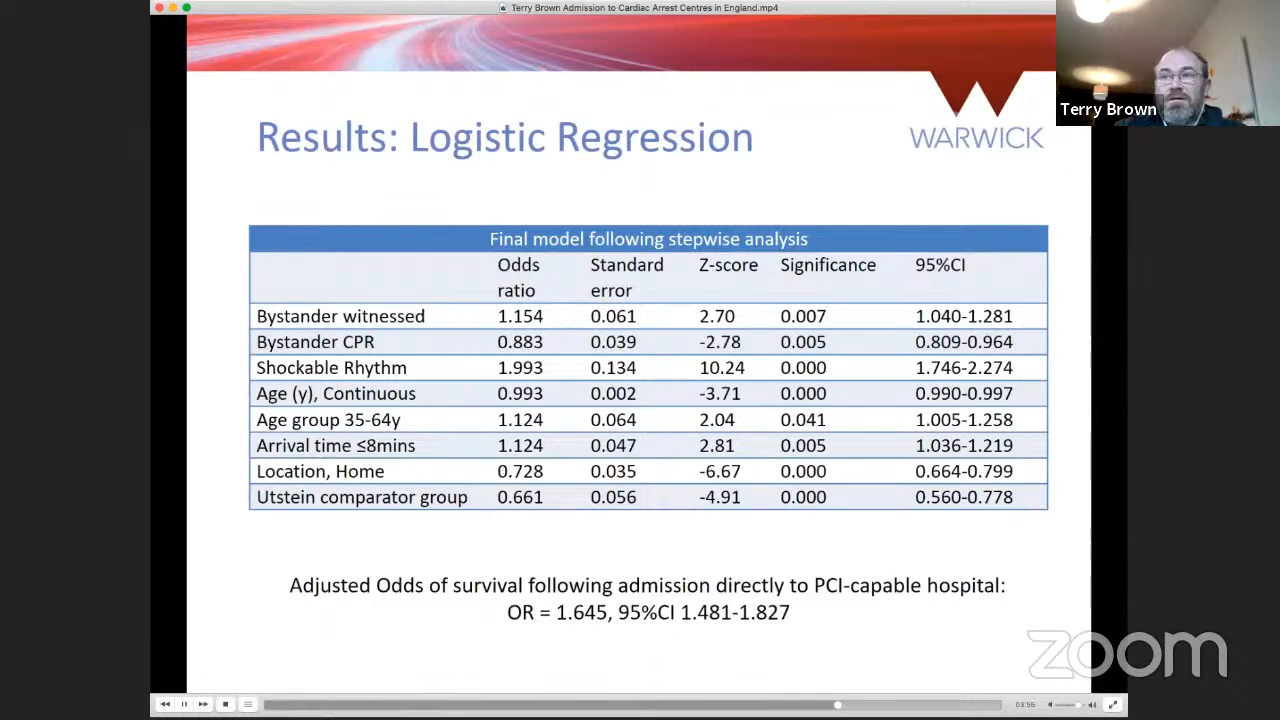 Terry Brown Admission to Cardiac Arrest Centres in England.mp4
Terry Brown
WARWICK
Results: Logistic Regression
Final model following stepwise analysis
Odds ratio Standard error Z-score Significance 95%CI
Bystander witnessed 1.154 0.061 2.70 0.007 1.040-1.281
Bystander CPR 0.883 0.039 -2.78 0.005 0.809-0.964
Shockable Rhythm 1.993 0.134 10.24 0.000 1.746-2.274
Age (y), Continuous 0.993 0.002 -3.71 0.000 0.990-0.997
Age group 35-64y 1.124 0.064 2.04 0.041 1.005-1.258
Arrival time ≤8mins 1.124 0.047 2.81 0.005 1.036-1.219
Location, Home 0.728 0.035 -6.67 0.000 0.664-0.799
Utstein comparator group 0.661 0.056 -4.91 0.000 0.560-0.778
Adjusted Odds of survival following admission directly to PCI-capable hospital:
OR = 1.645, 95%CI 1.481-1.827
zoom
03:55